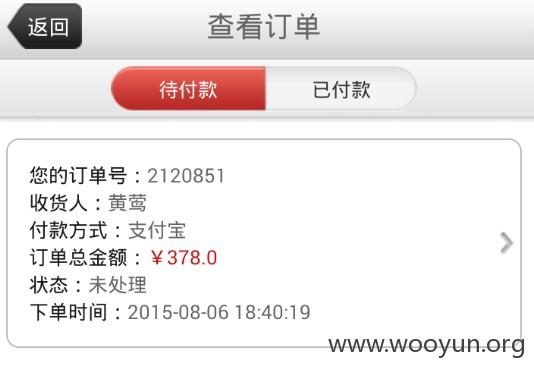 返回
查看订单
待付款 已付款
您的订单号：2120851
收货人：黄莺
付款方式：支付宝
订单总金额：￥378.0
状态：未处理
下单时间：2015-08-06 18:40:19
www.wooyun.org